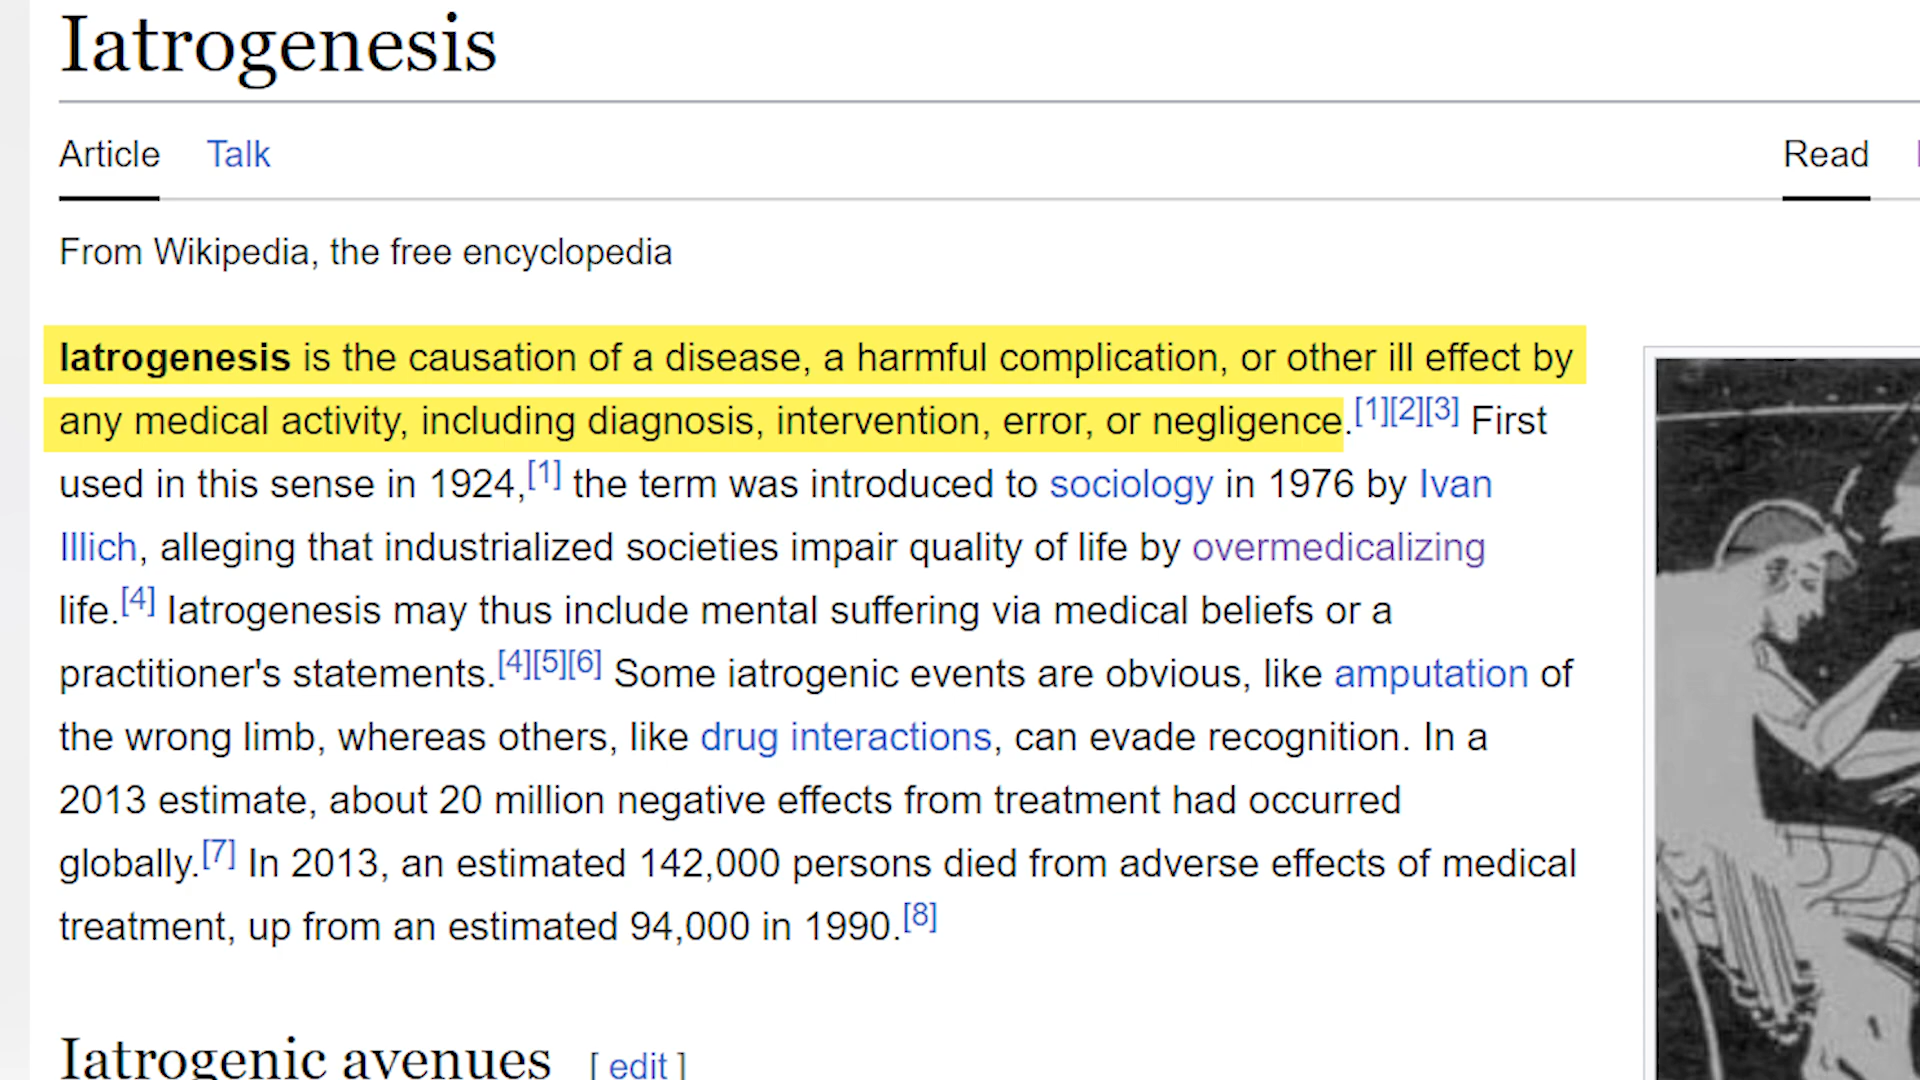 Iatrogenesis
Article Talk Read
From Wikipedia, the free encyclopedia
Iatrogenesis is the causation of a disease, a harmful complication, or other ill effect by
any medical activity, including diagnosis, intervention, error, or negligence.[1][2][3] First
used in this sense in 1924,[1] the term was introduced to sociology in 1976 by Ivan
Illich, alleging that industrialized societies impair quality of life by overmedicalizing
life.[4] Iatrogenesis may thus include mental suffering via medical beliefs or a
practitioner's statements.[4][5][6] Some iatrogenic events are obvious, like amputation of
the wrong limb, whereas others, like drug interactions, can evade recognition. In a
2013 estimate, about 20 million negative effects from treatment had occurred
globally.[7] In 2013, an estimated 142,000 persons died from adverse effects of medical
treatment, up from an estimated 94,000 in 1990.[8]
Iatrogenic avenues [ edit ]